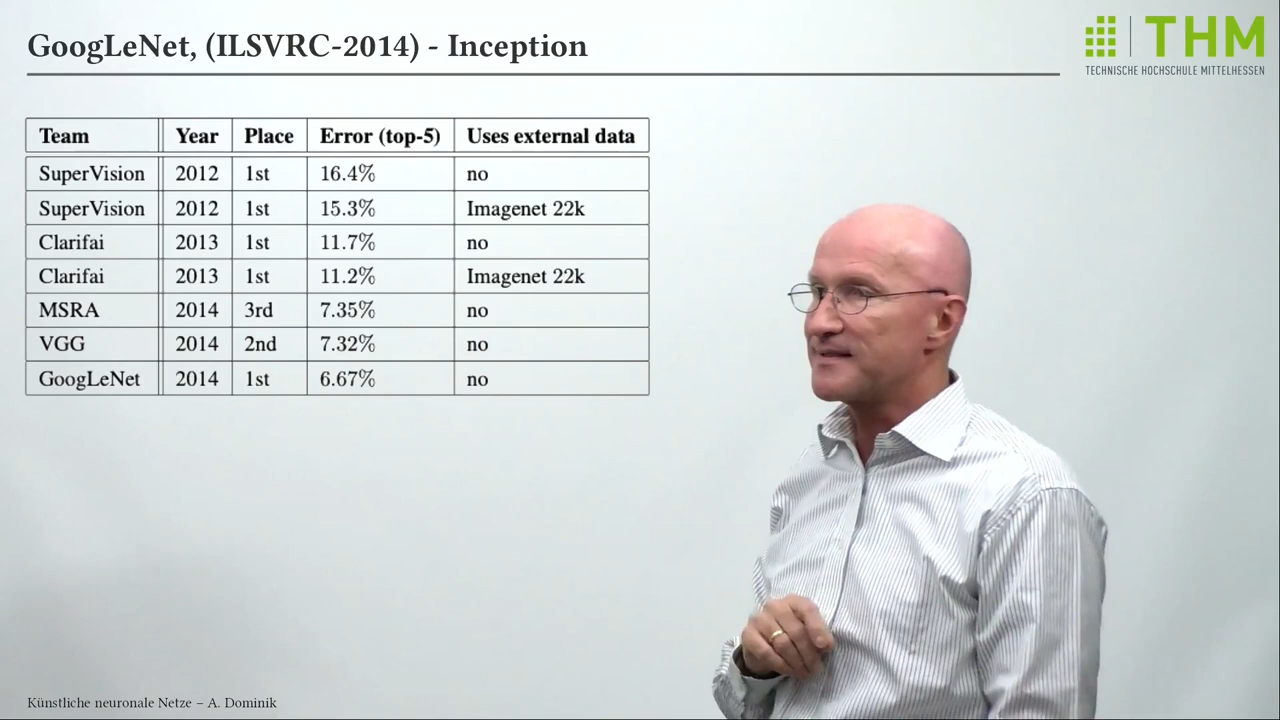 GoogLeNet, (ILSVRC-2014) - Inception
THM
TECHNISCHE HOCHSCHULE MITTELHESSEN
Team Year Place Error (top-5) Uses external data
SuperVision 2012 1st 16.4% no
SuperVision 2012 1st 15.3% Imagenet 22k
Clarifai 2013 1st 11.7% no
Clarifai 2013 1st 11.2% Imagenet 22k
MSRA 2014 3rd 7.35% no
VGG 2014 2nd 7.32% no
GoogLeNet 2014 1st 6.67% no
Künstliche neuronale Netze – A. Dominik